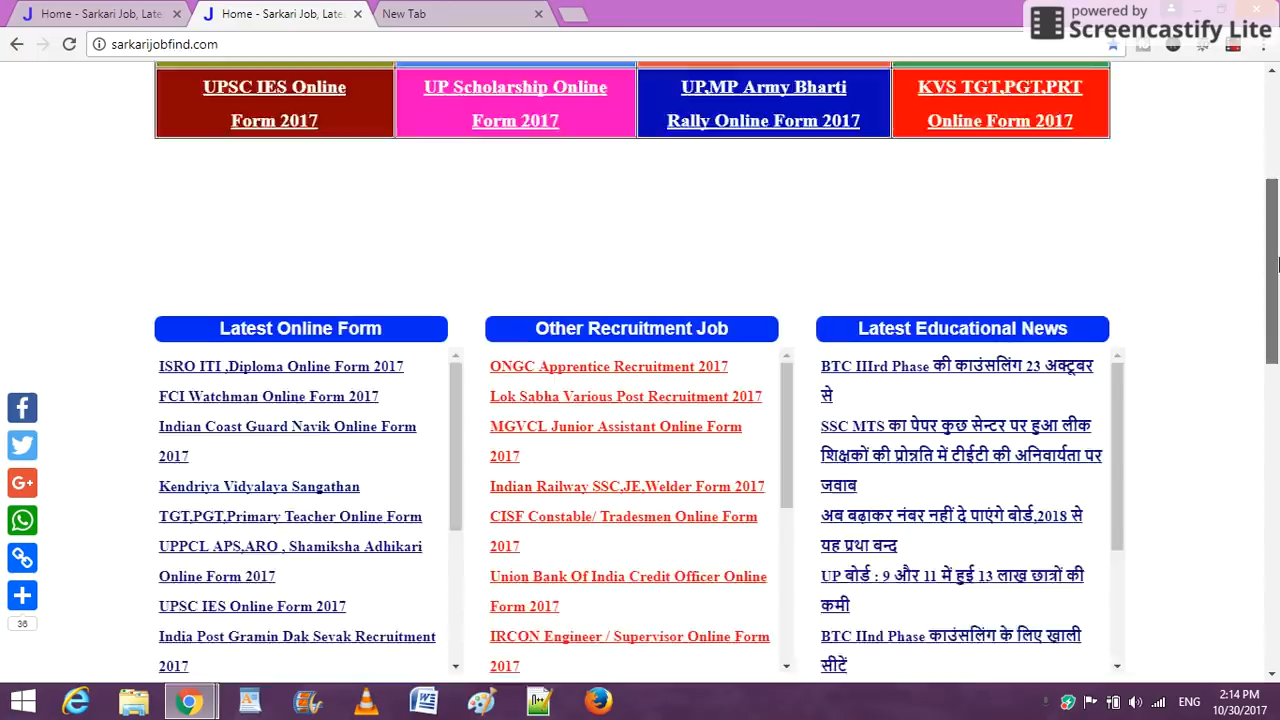 Home - Sarkari Job, Late
Home - Sarkari Job, Late
New Tab
powered by
Screencastify Lite
sarkarijobfind.com
UPSC IES Online
Form 2017
UP Scholarship Online
Form 2017
UP,MP Army Bharti
Rally Online Form 2017
KVS TGT,PGT,PRT
Online Form 2017
Latest Online Form
ISRO ITI ,Diploma Online Form 2017
FCI Watchman Online Form 2017
Indian Coast Guard Navik Online Form
2017
Kendriya Vidyalaya Sangathan
TGT,PGT,Primary Teacher Online Form
UPPCL APS,ARO , Shamiksha Adhikari
Online Form 2017
UPSC IES Online Form 2017
India Post Gramin Dak Sevak Recruitment
2017
Other Recruitment Job
ONGC Apprentice Recruitment 2017
Lok Sabha Various Post Recruitment 2017
MGVCL Junior Assistant Online Form
2017
Indian Railway SSC,JE,Welder Form 2017
CISF Constable/ Tradesmen Online Form
2017
Union Bank Of India Credit Officer Online
Form 2017
IRCON Engineer / Supervisor Online Form
2017
Latest Educational News
BTC IIIrd Phase की काउंसलिंग 23 अक्टूबर
से
SSC MTS का पेपर कुछ सेन्टर पर हुआ लीक
शिक्षकों की प्रोन्नति में टीईटी की अनिवार्यता पर
जवाब
अब बढ़ाकर नंबर नहीं दे पाएंगे बोर्ड,2018 से
यह प्रथा बन्द
UP बोर्ड : 9 और 11 में हुई 13 लाख छात्रों की
कमी
BTC IInd Phase काउंसलिंग के लिए खाली
सीटें
36
ENG
2:14 PM
10/30/2017